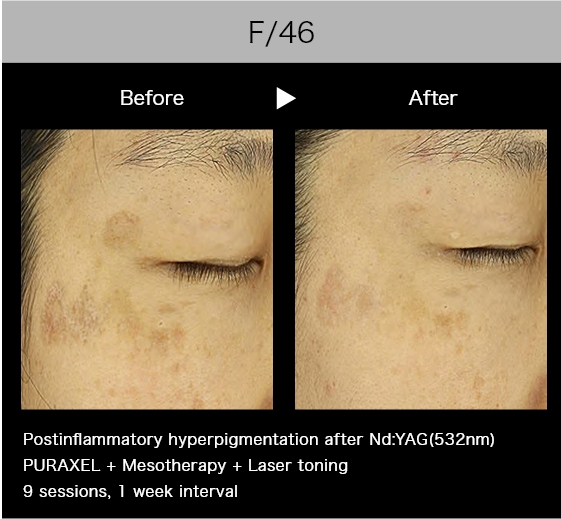 F/46
Before
After
Postinflammatory hyperpigmentation after Nd:YAG(532nm)
PURAXEL + Mesotherapy + Laser toning
9 sessions, 1 week interval